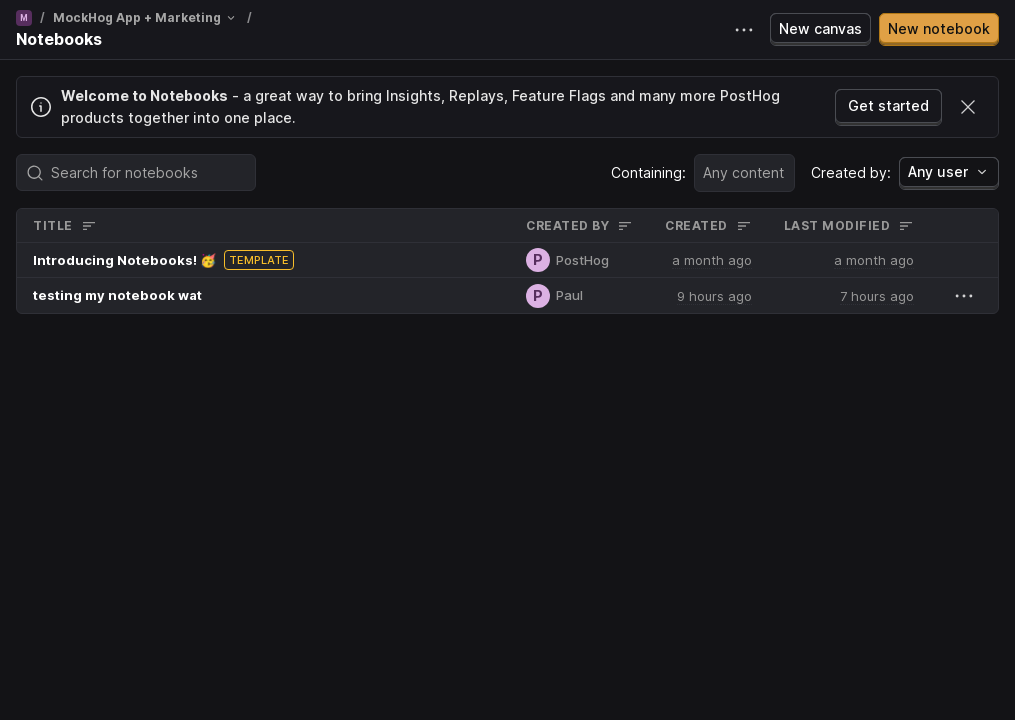 M / MockHog App + Marketing /
Notebooks
New canvas
New notebook
Welcome to Notebooks - a great way to bring Insights, Replays, Feature Flags and many more PostHog
products together into one place.
Get started
Search for notebooks
Containing: Any content
Created by: Any user
TITLE CREATED BY CREATED LAST MODIFIED
Introducing Notebooks! 🥳 TEMPLATE P PostHog a month ago a month ago
testing my notebook wat P Paul 9 hours ago 7 hours ago